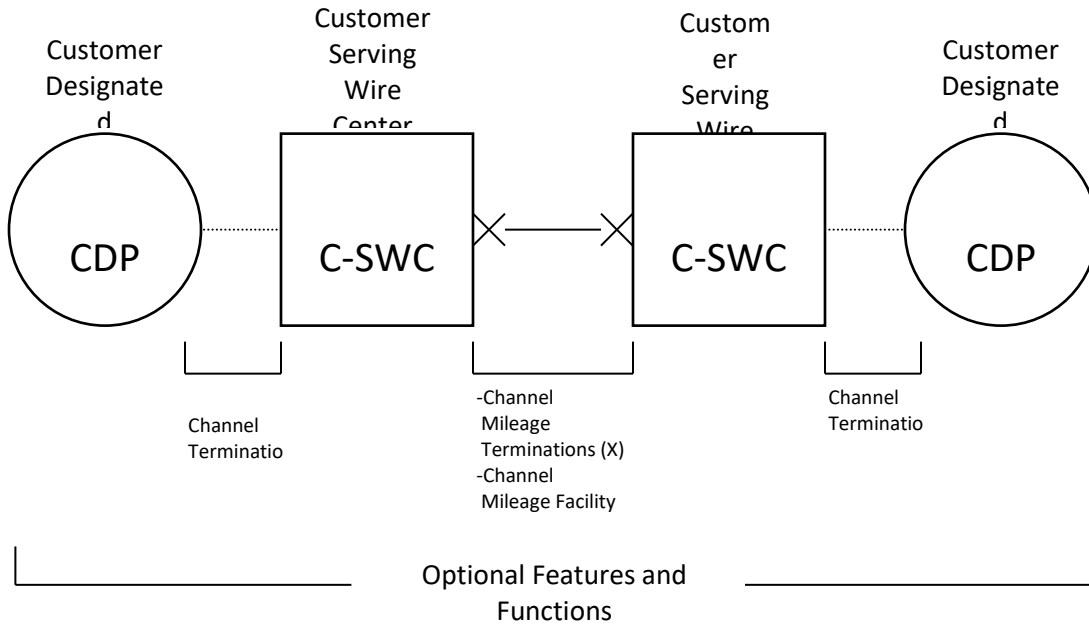 Customer
Designate
d
Customer
Serving
Wire
Center
Custom
er
Serving
Wire
Customer
Designate
d
CDP
C-SWC
C-SWC
CDP
Channel
Terminatio
-Channel
Mileage
Terminations (X)
-Channel
Mileage Facility
Channel
Terminatio
Optional Features and
Functions